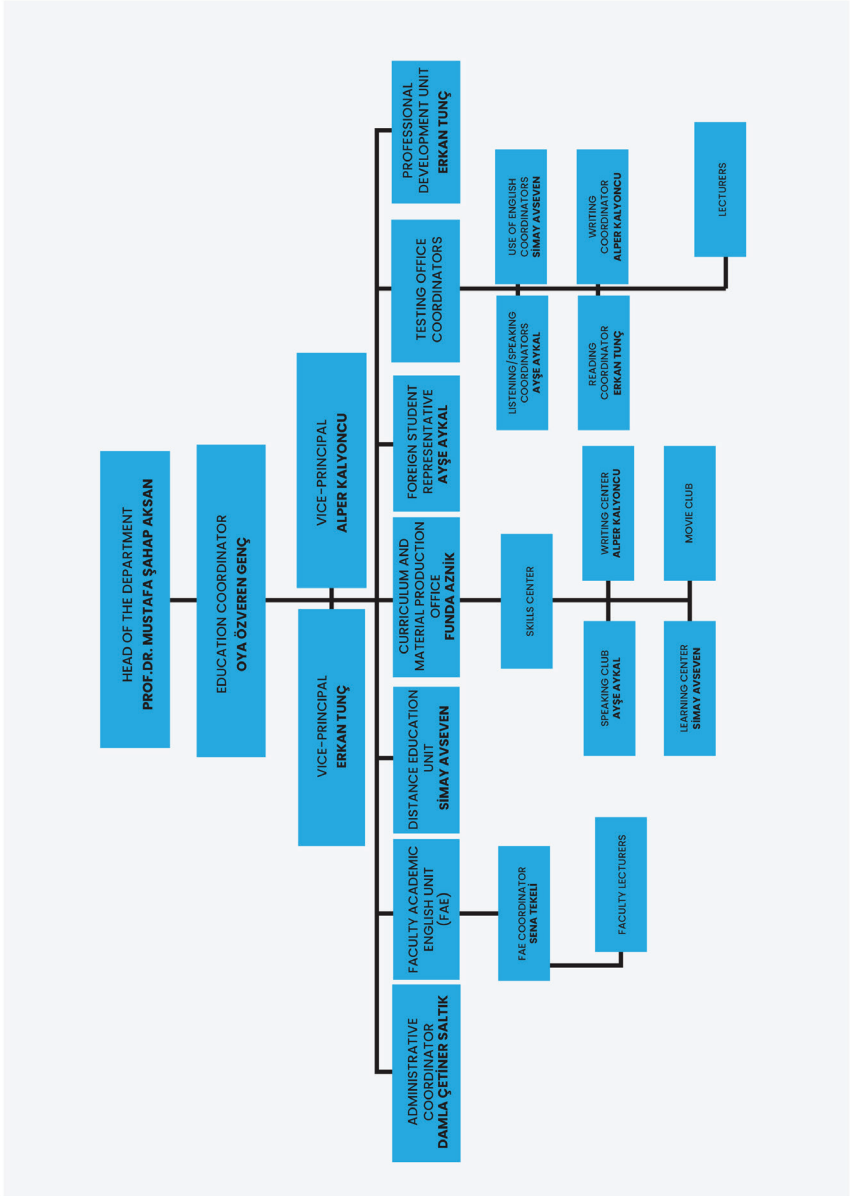 HEAD OF THE DEPARTMENT
PROF.DR. MUSTAFA ŞAHAP AKSAN
EDUCATION COORDINATOR
OYA ÖZVEREN GENÇ
VICE-PRINCIPAL
ERKAN TUNÇ
VICE-PRINCIPAL
ALPER KALYONCU
ADMINISTRATIVE
COORDINATOR
DAMLA ÇETİNER SALTIK
FACULTY ACADEMIC
ENGLISH UNIT
(FAE)
DISTANCE EDUCATION
UNIT
SİMAY AVSEVEN
CURRICULUM AND
MATERIAL PRODUCTION
OFFICE
FUNDA AZNİK
FOREIGN STUDENT
REPRESENTATIVE
AYŞE AYKAL
TESTING OFFICE
COORDINATORS
PROFESSIONAL
DEVELOPMENT UNIT
ERKAN TUNÇ
FAE COORDINATOR
SENA TEKELİ
FACULTY LECTURERS
SKILLS CENTER
SPEAKING CLUB
AYŞE AYKAL
WRITING CENTER
ALPER KALYONCU
LEARNING CENTER
SİMAY AVSEVEN
MOVIE CLUB
LISTENING/SPEAKING
COORDINATORS
AYŞE AYKAL
USE OF ENGLISH
COORDINATORS
SİMAY AVSEVEN
READING
COORDINATOR
ERKAN TUNÇ
WRITING
COORDINATOR
ALPER KALYONCU
LECTURERS